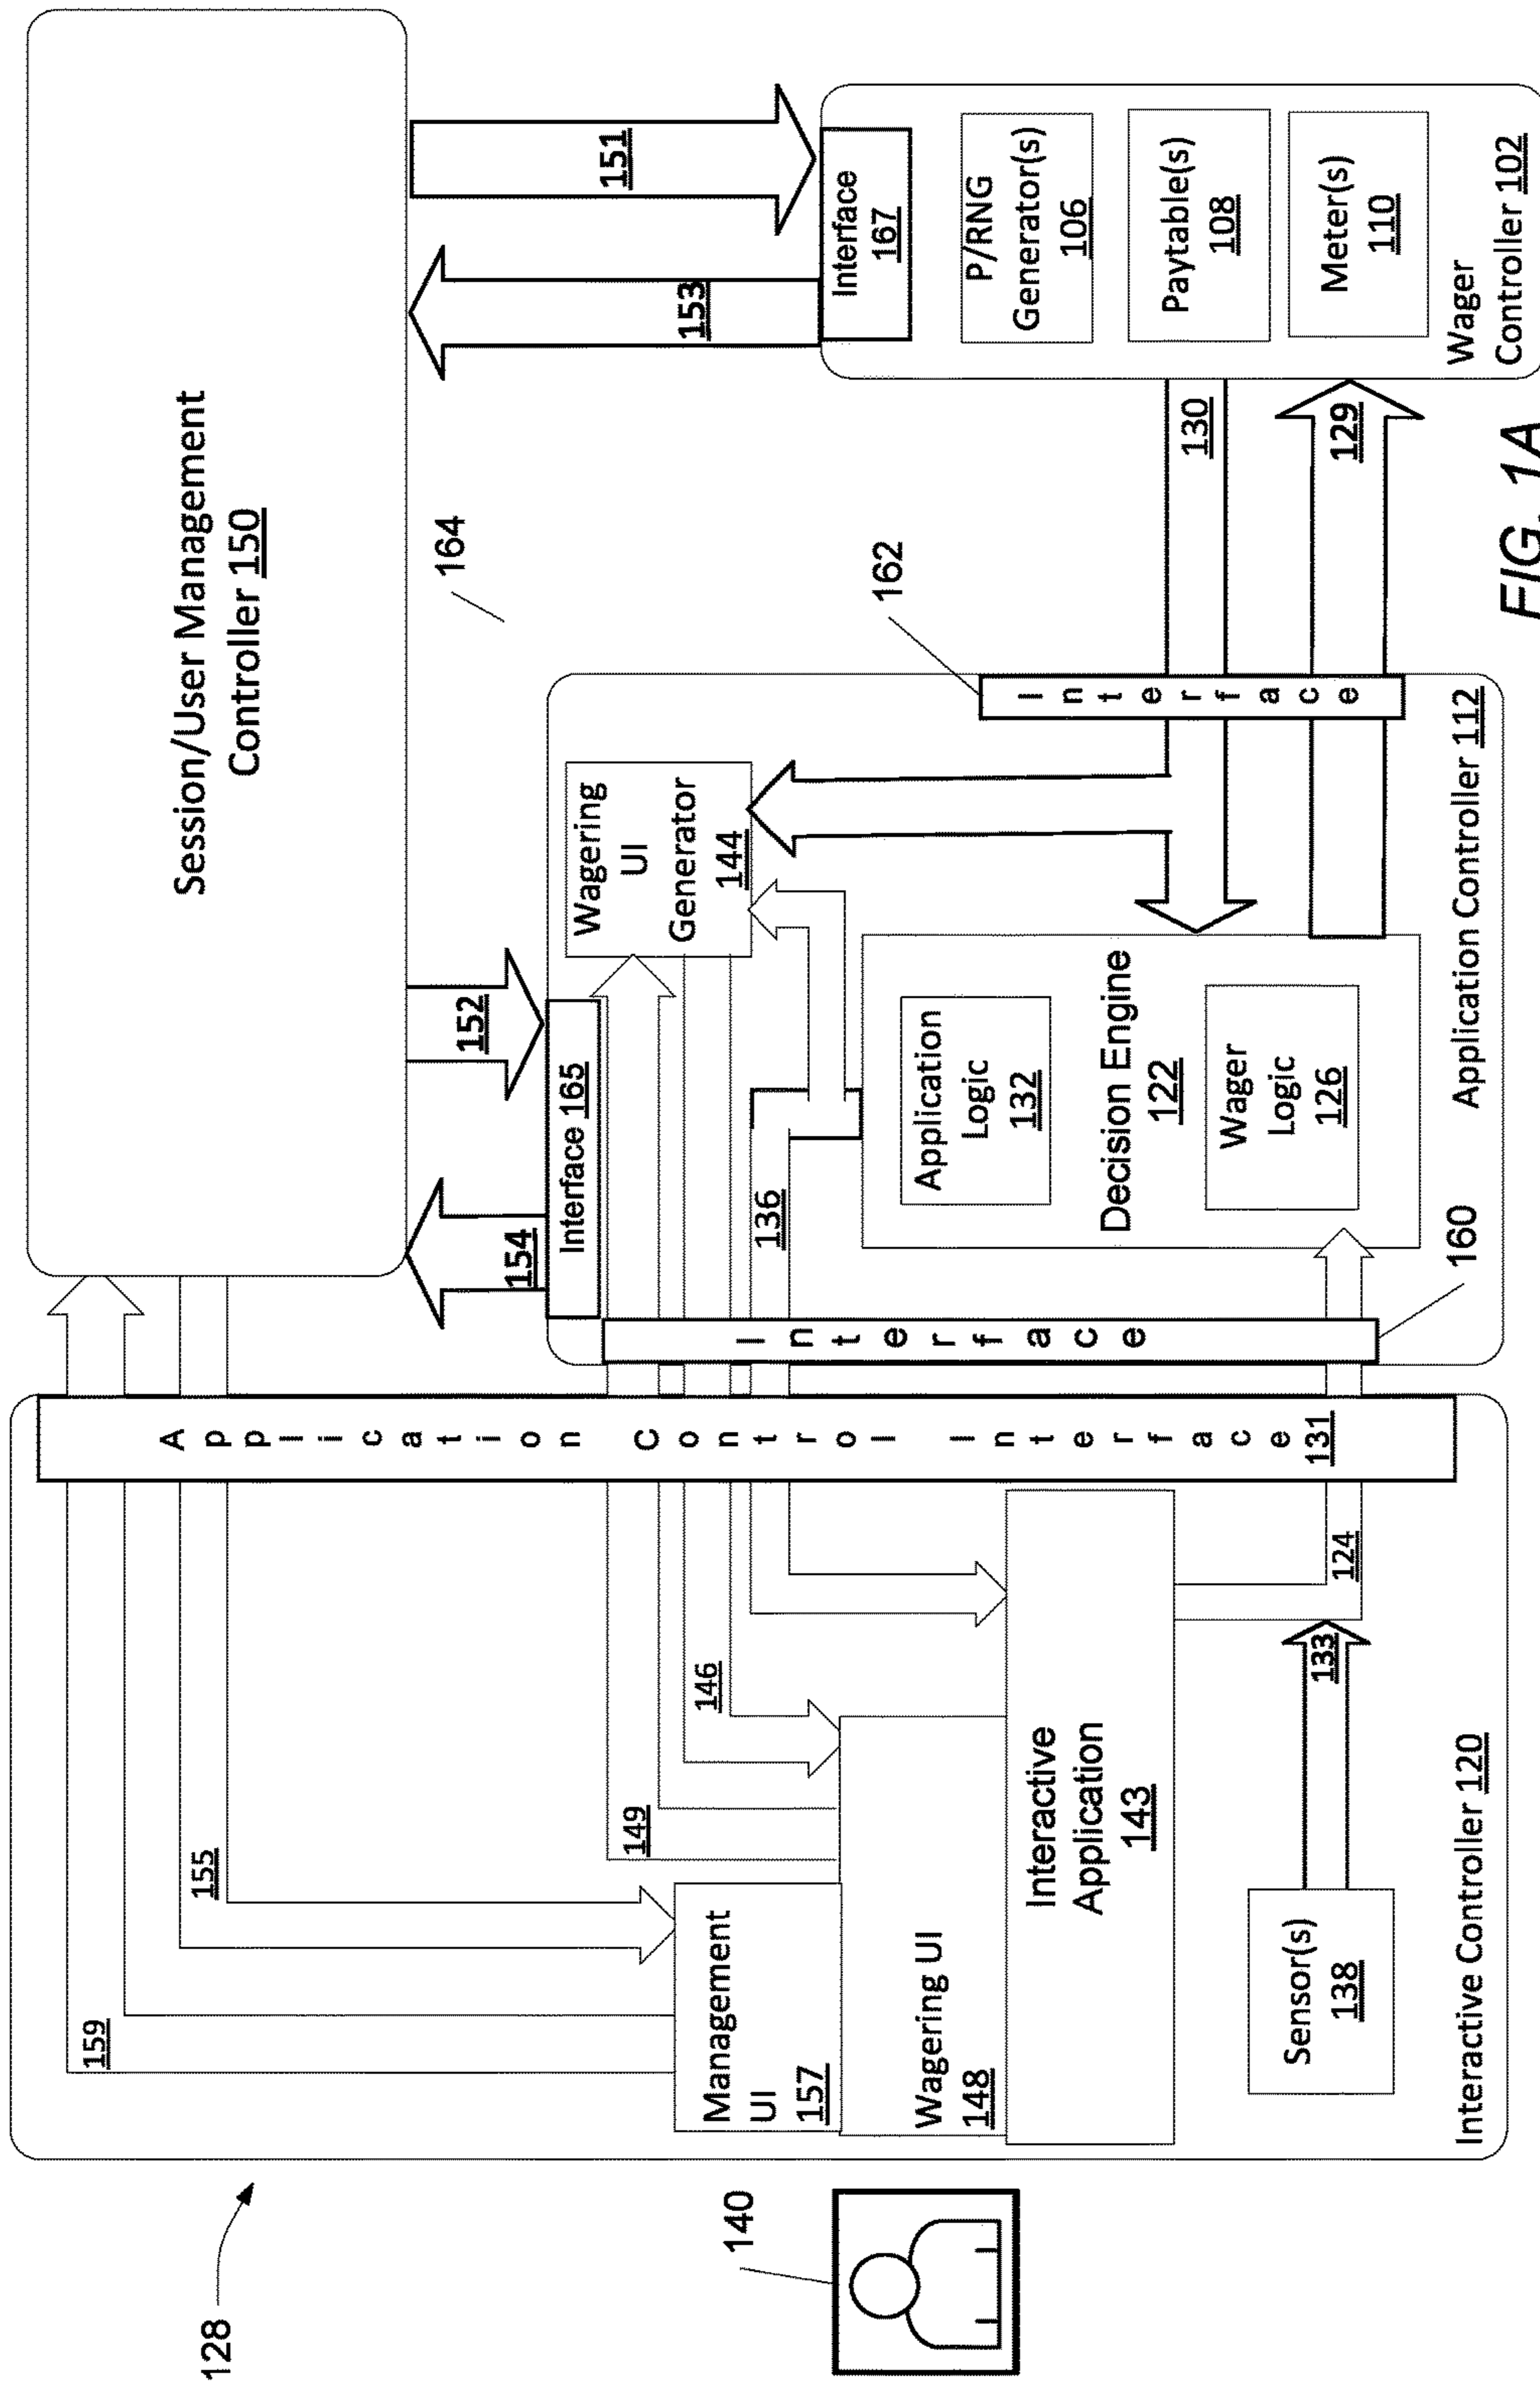 128
140
Session/User Management
Controller 150
159
155
149
146
136
Management
UI
157
Wagering UI
148
Interactive
Application
143
Sensor(s)
138
133
124
Interactive Controller 120
Application Control Interface 131
154
152
164
Interface 165
Interface
160
Wagering
UI
Generator
144
Application
Logic
132
Decision Engine
122
Wager
Logic
126
Application Controller 112
Interface
162
130
129
153
151
Interface
167
P/RNG
Generator(s)
106
Paytable(s)
108
Meter(s)
110
Wager
Controller 102
FIG. 1A